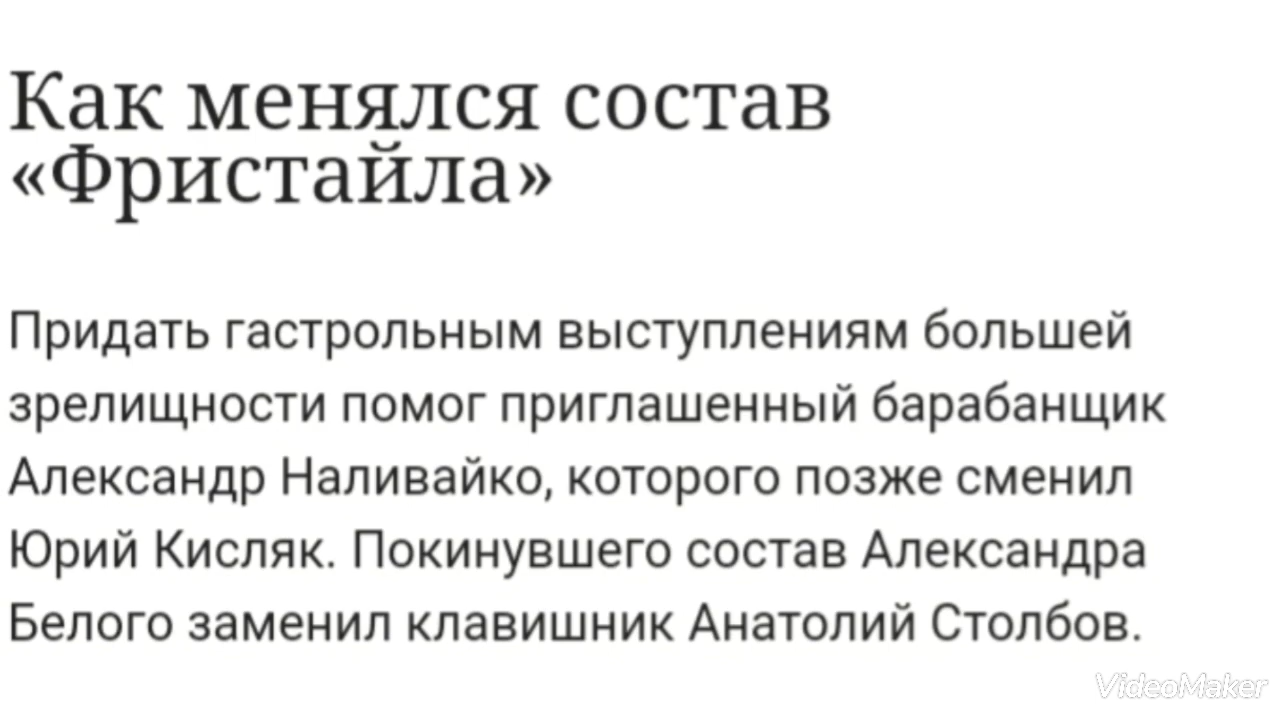 Как менялся состав
«Фристайла»
Придать гастрольным выступлениям большей
зрелищности помог приглашенный барабанщик
Александр Наливайко, которого позже сменил
Юрий Кисляк. Покинувшего состав Александра
Белого заменил клавишник Анатолий Столбов.
VideoMaker